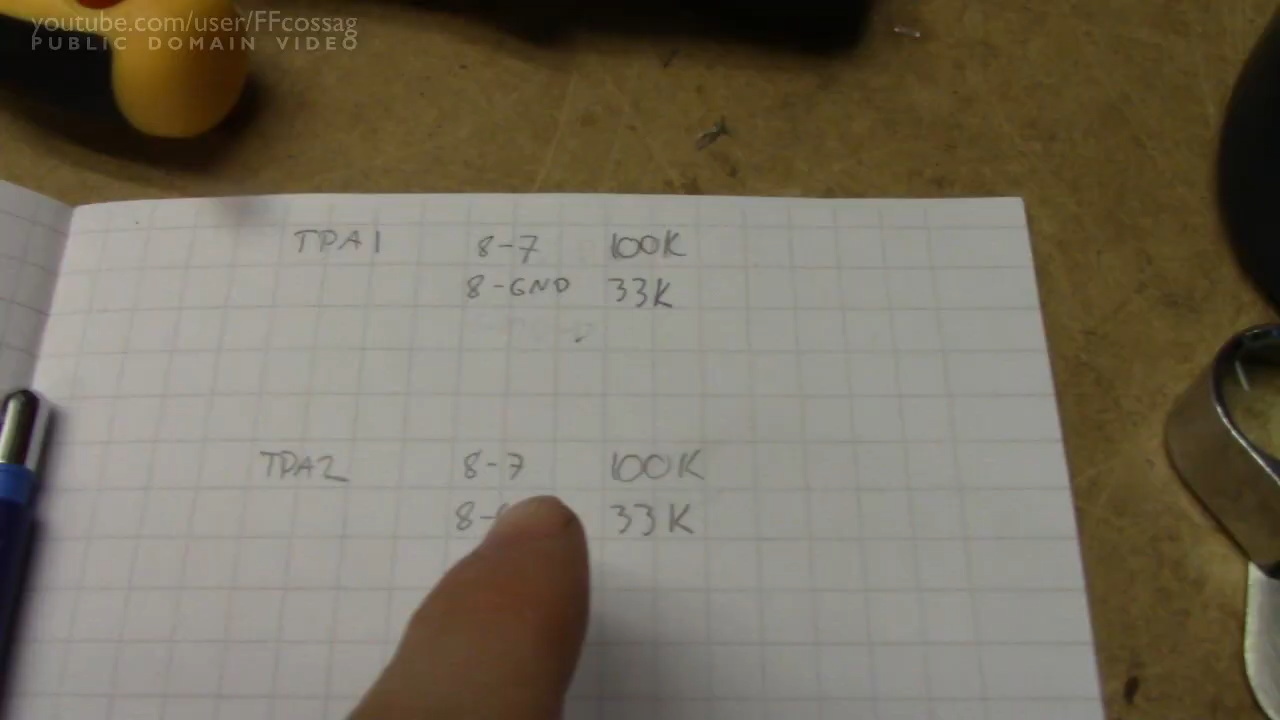 youtube.com/user/FFcossag
PUBLIC DOMAIN VIDEO
TPA1 8-7 100K
8-GND 33K
TPA2 8-7 100K
33K